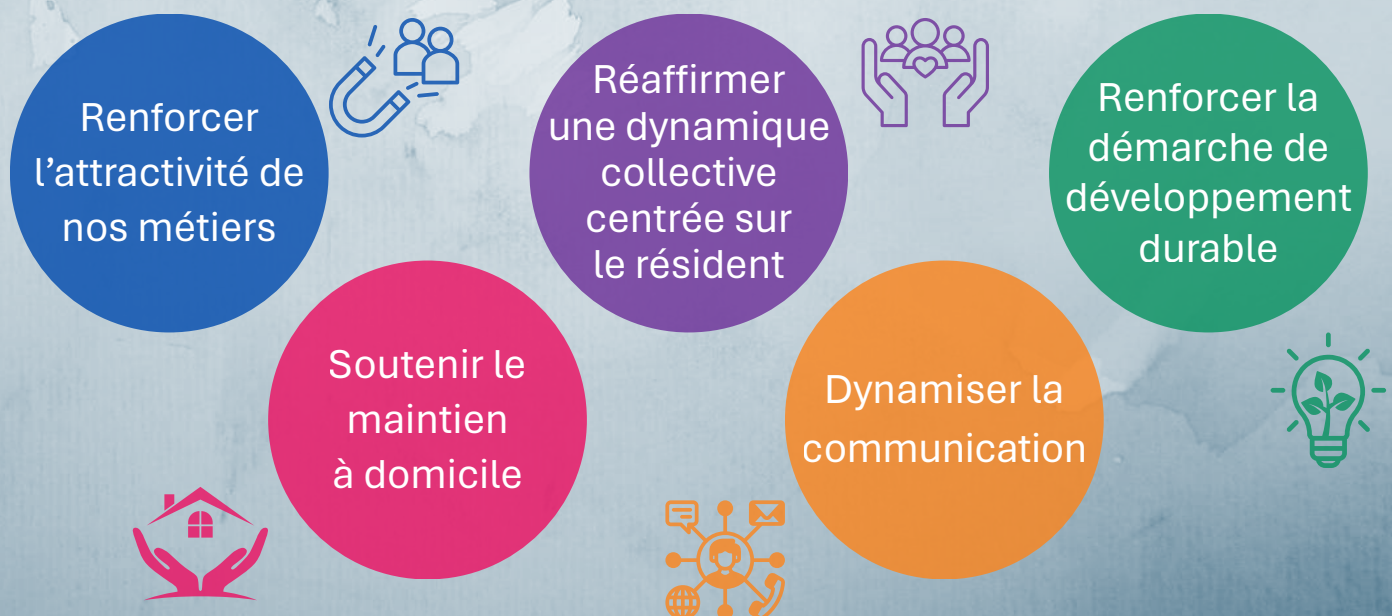 Renforcer
l’attractivité de
nos métiers
Soutenir le
maintien
à domicile
Réaffirmer
une dynamique
collective
centrée sur
le résident
Dynamiser la
communication
Renforcer la
démarche de
développement
durable